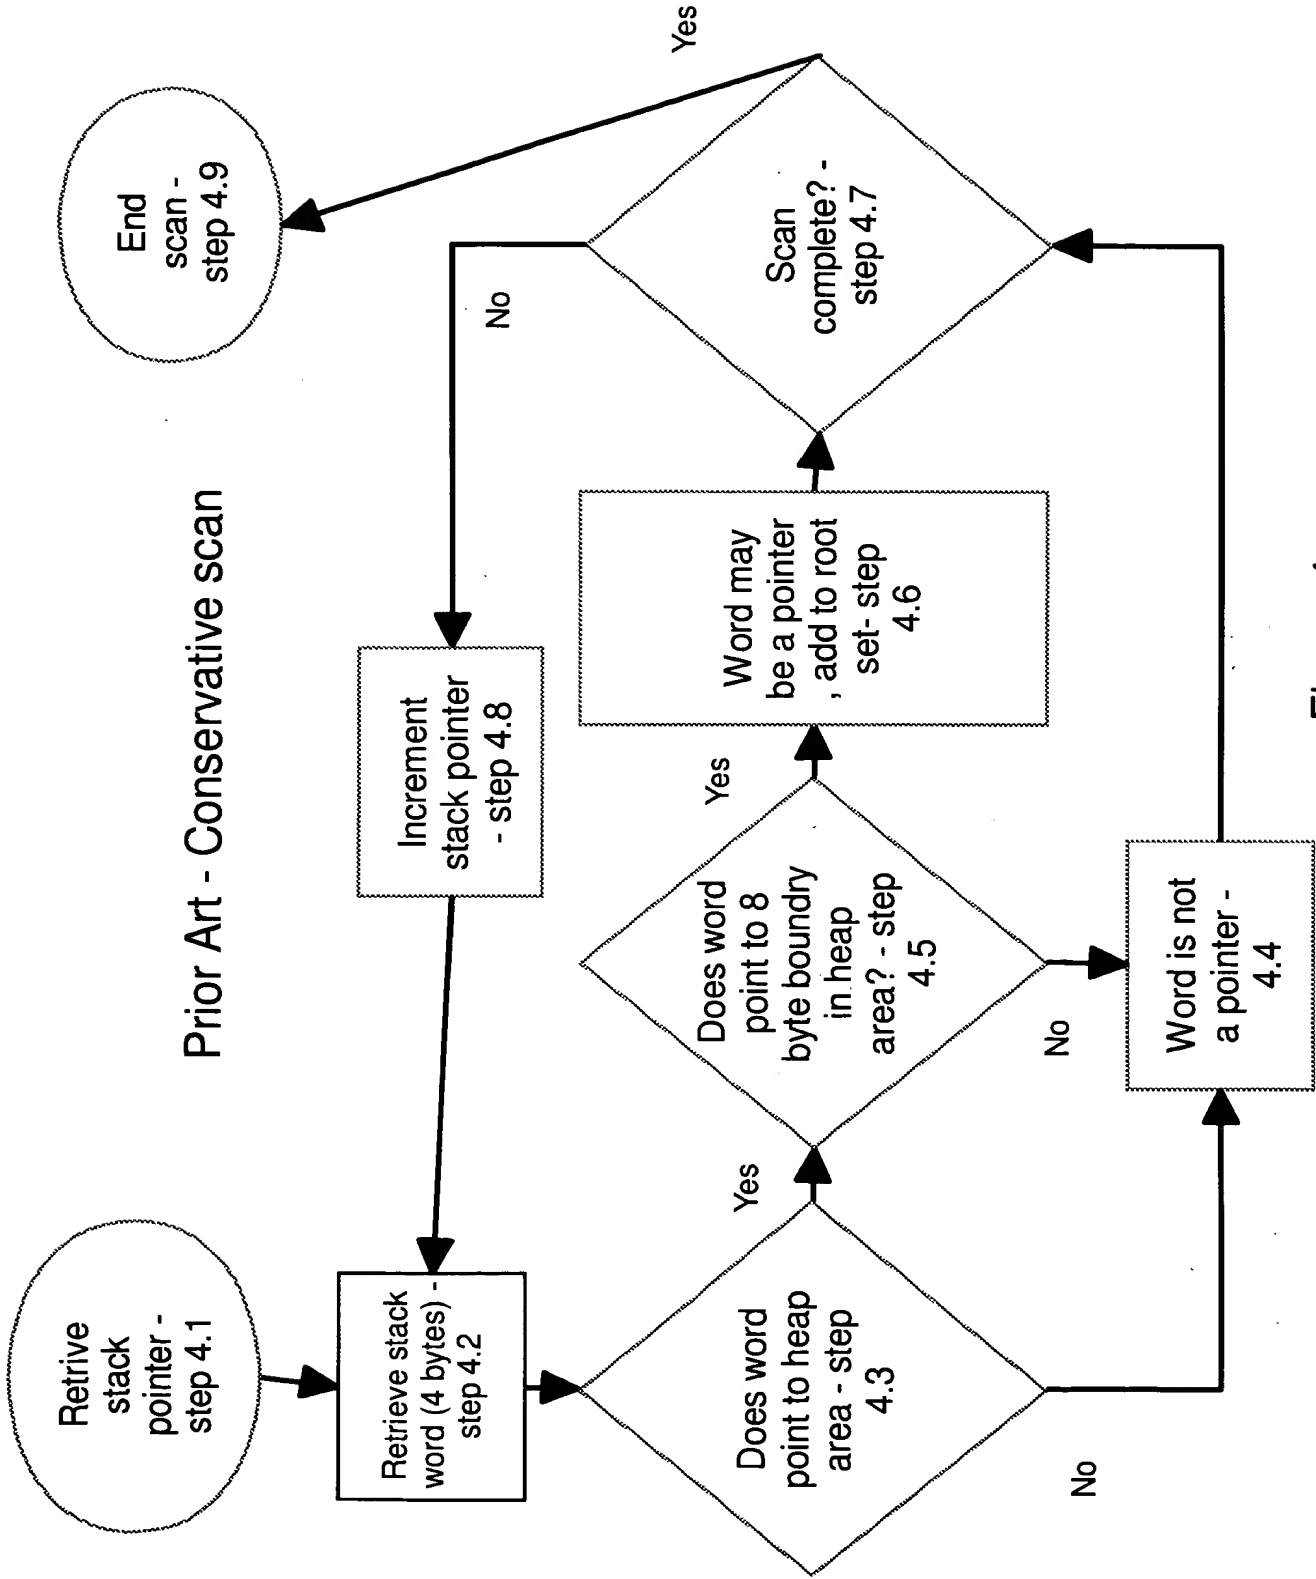 Prior Art - Conservative scan
Retrive
stack
pointer -
step 4.1
Retrieve stack
word (4 bytes) -
step 4.2
Does word
point to heap
area - step
4.3
Yes
No
Does word
point to 8
byte boundry
in heap
area? - step
4.5
Yes
No
Word is not
a pointer -
4.4
Word may
be a pointer
, add to root
set- step
4.6
Scan
complete? -
step 4.7
No
Yes
Increment
stack pointer
- step 4.8
End
scan -
step 4.9